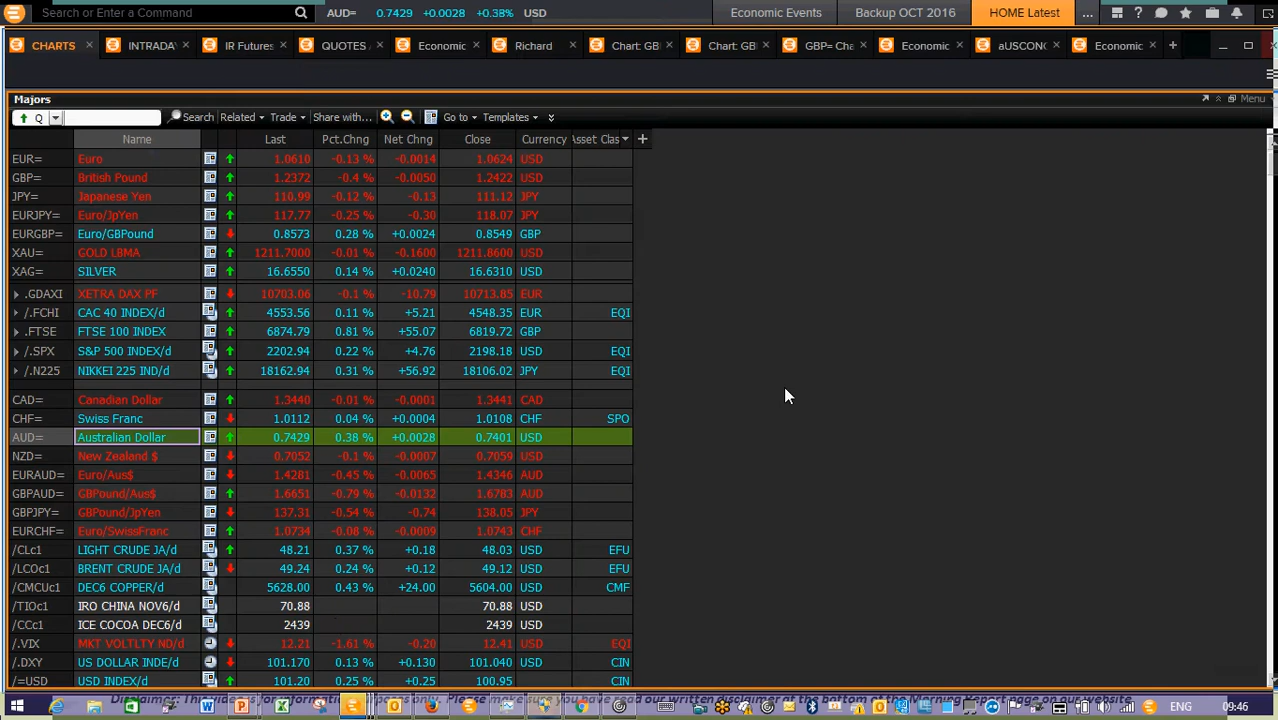 Search or Enter a Command AUD= 0.7429 +0.0028 +0.38% USD Economic Events Backup OCT 2016 HOME Latest ...
CHARTS INTRADAY IR Futures QUOTES / Economic Richard Chart: GB Chart: GB GBP= Cha Economic aUSCON Economic +
Majors Menu
Q Search Related Trade Share with... Go to Templates
Name Last Pct.Chng Net Chng Close Currency Asset Clas +
EUR= Euro 1.0610 -0.13 % -0.0014 1.0624 USD
GBP= British Pound 1.2372 -0.4 % -0.0050 1.2422 USD
JPY= Japanese Yen 110.99 -0.12 % -0.13 111.12 JPY
EURJPY= Euro/JpYen 117.77 -0.25 % -0.30 118.07 JPY
EURGBP= Euro/GBPound 0.8573 0.28 % +0.0024 0.8549 GBP
XAU= GOLD LBMA 1211.7000 -0.01 % -0.1600 1211.8600 USD
XAG= SILVER 16.6550 0.14 % +0.0240 16.6310 USD
.GDAXI XETRA DAX PF 10703.06 -0.1 % -10.79 10713.85 EUR
/.FCHI CAC 40 INDEX/d 4553.56 0.11 % +5.21 4548.35 EUR EQI
.FTSE FTSE 100 INDEX 6874.79 0.81 % +55.07 6819.72 GBP
/.SPX S&P 500 INDEX/d 2202.94 0.22 % +4.76 2198.18 USD EQI
/.N225 NIKKEI 225 IND/d 18162.94 0.31 % +56.92 18106.02 JPY EQI
CAD= Canadian Dollar 1.3440 -0.01 % -0.0001 1.3441 CAD
CHF= Swiss Franc 1.0112 0.04 % +0.0004 1.0108 CHF SPO
AUD= Australian Dollar 0.7429 0.38 % +0.0028 0.7401 USD
NZD= New Zealand $ 0.7052 -0.1 % -0.0007 0.7059 USD
EURAUD= Euro/Aus$ 1.4281 -0.45 % -0.0065 1.4346 AUD
GBPAUD= GBPound/Aus$ 1.6651 -0.79 % -0.0132 1.6783 AUD
GBPJPY= GBPound/JpYen 137.31 -0.54 % -0.74 138.05 JPY
EURCHF= Euro/SwissFranc 1.0734 -0.08 % -0.0009 1.0743 CHF
/CLc1 LIGHT CRUDE JA/d 48.21 0.37 % +0.18 48.03 USD EFU
/LCOc1 BRENT CRUDE JA/d 49.24 0.24 % +0.12 49.12 USD EFU
/CMCUc1 DEC6 COPPER/d 5628.00 0.43 % +24.00 5604.00 USD CMF
/TIOc1 IRO CHINA NOV6/d 70.88 70.88 USD
/CCc1 ICE COCOA DEC6/d 2439 2439 USD
/.VIX MKT VOLTLTY ND/d 12.21 -1.61 % -0.20 12.41 USD EQI
/.DXY US DOLLAR INDE/d 101.170 0.13 % +0.130 101.040 USD CIN
/=USD USD INDEX/d 101.20 0.25 % +0.25 100.95 USD CIN
ENG 09:46